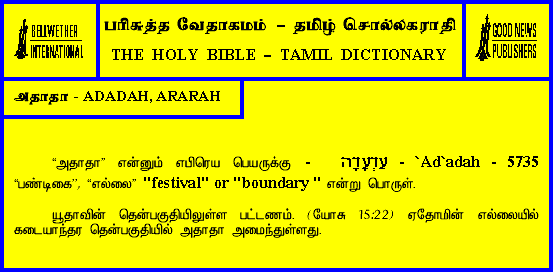 BELLWETHER
INTERNATIONAL
பரிசுத்த வேதாகமம் – தமிழ் சொல்லகராதி
THE HOLY BIBLE – TAMIL DICTIONARY
GOOD NEWS
PUBLISHERS
அதாதா - ADADAH, ARARAH
“அதாதா” என்னும் எபிரெய பெயருக்கு - עַדְעָדָה - `Ad`adah - 5735
“பண்டிகை”, “எல்லை” "festival" or "boundary " என்று பொருள்.
யூதாவின் தென்பகுதியிலுள்ள பட்டணம். (யோசு 15:22) ஏதோமின் எல்லையில்
கடையாந்தர தென்பகுதியில் அதாதா அமைந்துள்ளது.